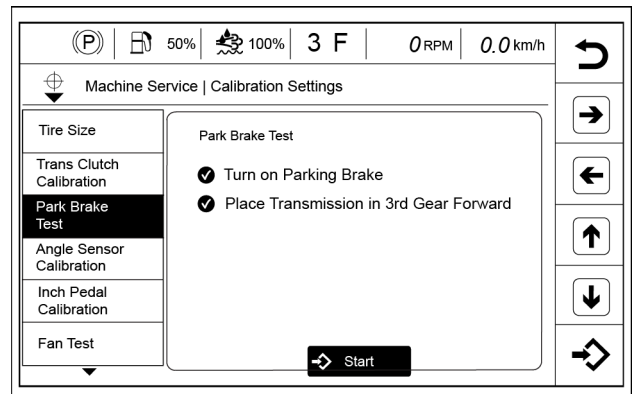 (P) 50% 100% 3 F 0 RPM 0.0 km/h
Machine Service | Calibration Settings
Tire Size
Trans Clutch
Calibration
Park Brake
Test
Angle Sensor
Calibration
Inch Pedal
Calibration
Fan Test
Park Brake Test
Turn on Parking Brake
Place Transmission in 3rd Gear Forward
Start